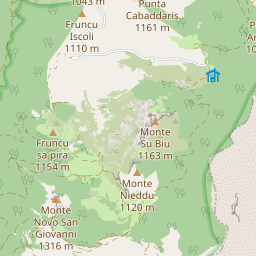 1043 m
Punta
Cabaddaris
1161 m
Fruncu
Iscoli
1110 m
Monte
Su Biu
1163 m
Fruncu
sa pira
1154 m
Monte
Nieddu
1120 m
Monte
Novo San
Giovanni
1316 m